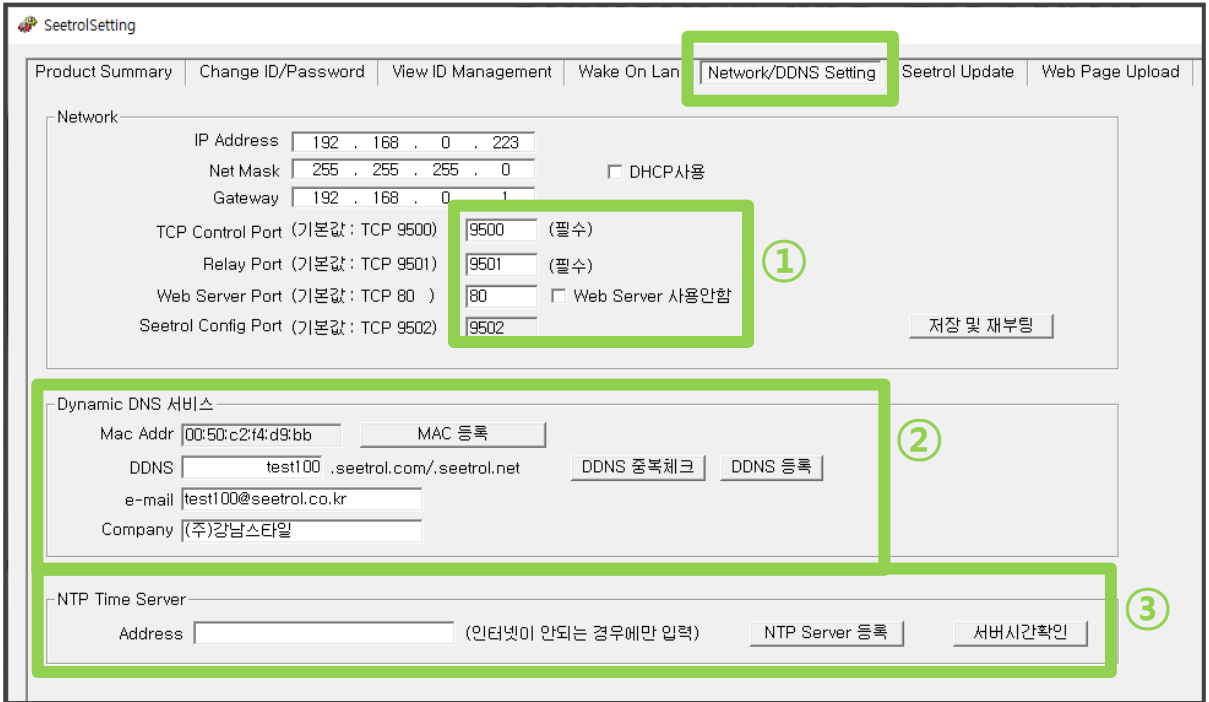 SeetrolSetting
Product Summary Change ID/Password View ID Management Wake On Lan Network/DDNS Setting Seetrol Update Web Page Upload
Network
IP Address 192 . 168 . 0 . 223
Net Mask 255 . 255 . 255 . 0 DHCP사용
Gateway 192 . 168 . 0 . 1
TCP Control Port (기본값 : TCP 9500) 9500 (필수)
①
Relay Port (기본값 : TCP 9501) 9501 (필수)
Web Server Port (기본값 : TCP 80 ) 80 Web Server 사용안함
Seetrol Config Port (기본값 : TCP 9502) 9502 저장 및 재부팅
Dynamic DNS 서비스
Mac Addr 00:50:c2:f4:d9:bb MAC 등록
②
DDNS test100 .seetrol.com/.seetrol.net DDNS 중복체크 DDNS 등록
e-mail test100@seetrol.co.kr
Company (주)강남스타일
NTP Time Server
③
Address (인터넷이 안되는 경우에만 입력) NTP Server 등록 서버시간확인